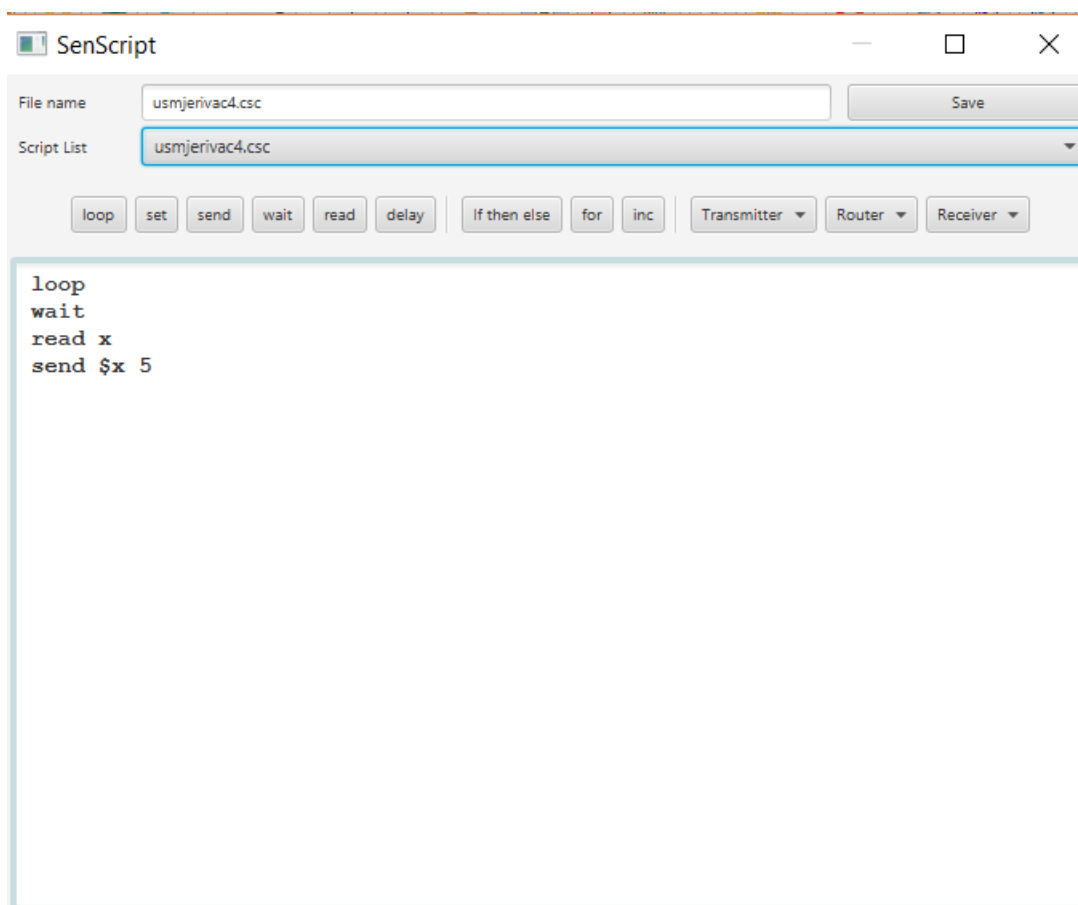 SenScript
File name usmjerivac4.csc Save
Script List usmjerivac4.csc
loop set send wait read delay If then else for inc Transmitter Router Receiver
loop
wait
read x
send $x 5